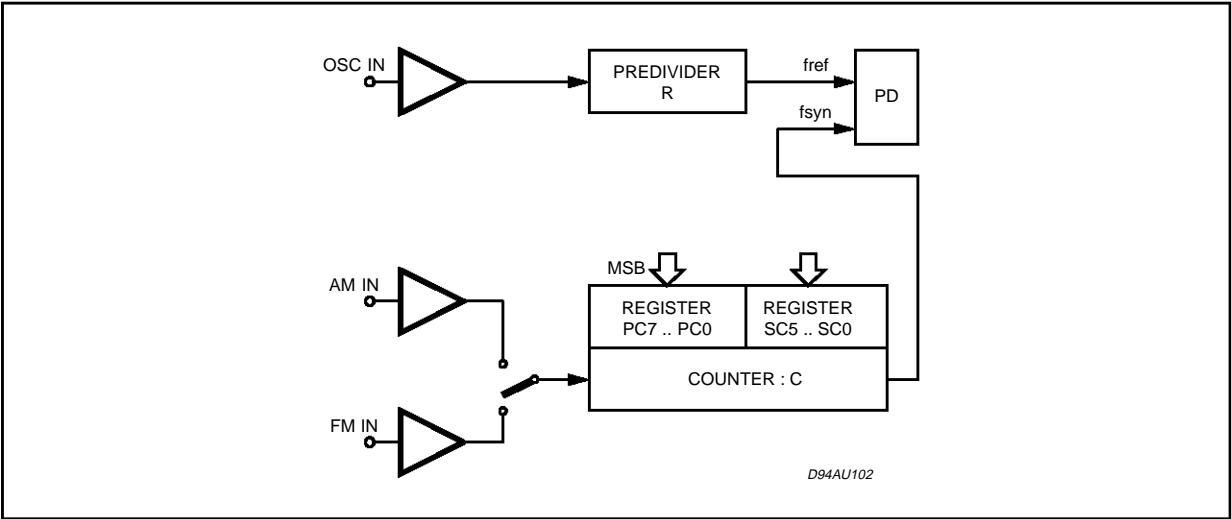 OSC IN
PREDIVIDER
R
fref
PD
fsyn
MSB
AM IN
REGISTER
PC7 .. PC0
REGISTER
SC5 .. SC0
COUNTER : C
FM IN
D94AU102